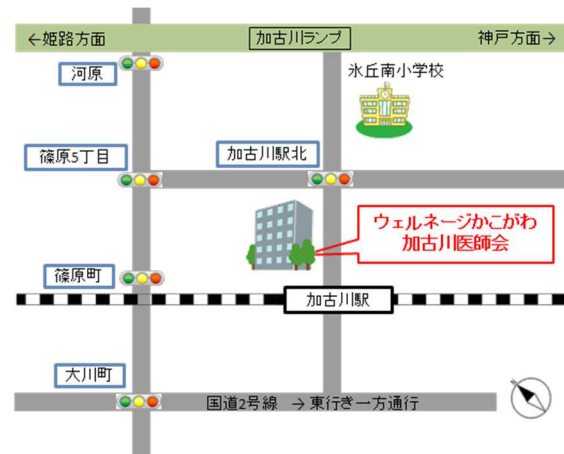 ←姫路方面
加古川ランプ
神戸方面→
河原
氷丘南小学校
篠原5丁目
加古川駅北
ウェルネージかこがわ
加古川医師会
篠原町
加古川駅
大川町
国道2号線 →東行き一方通行